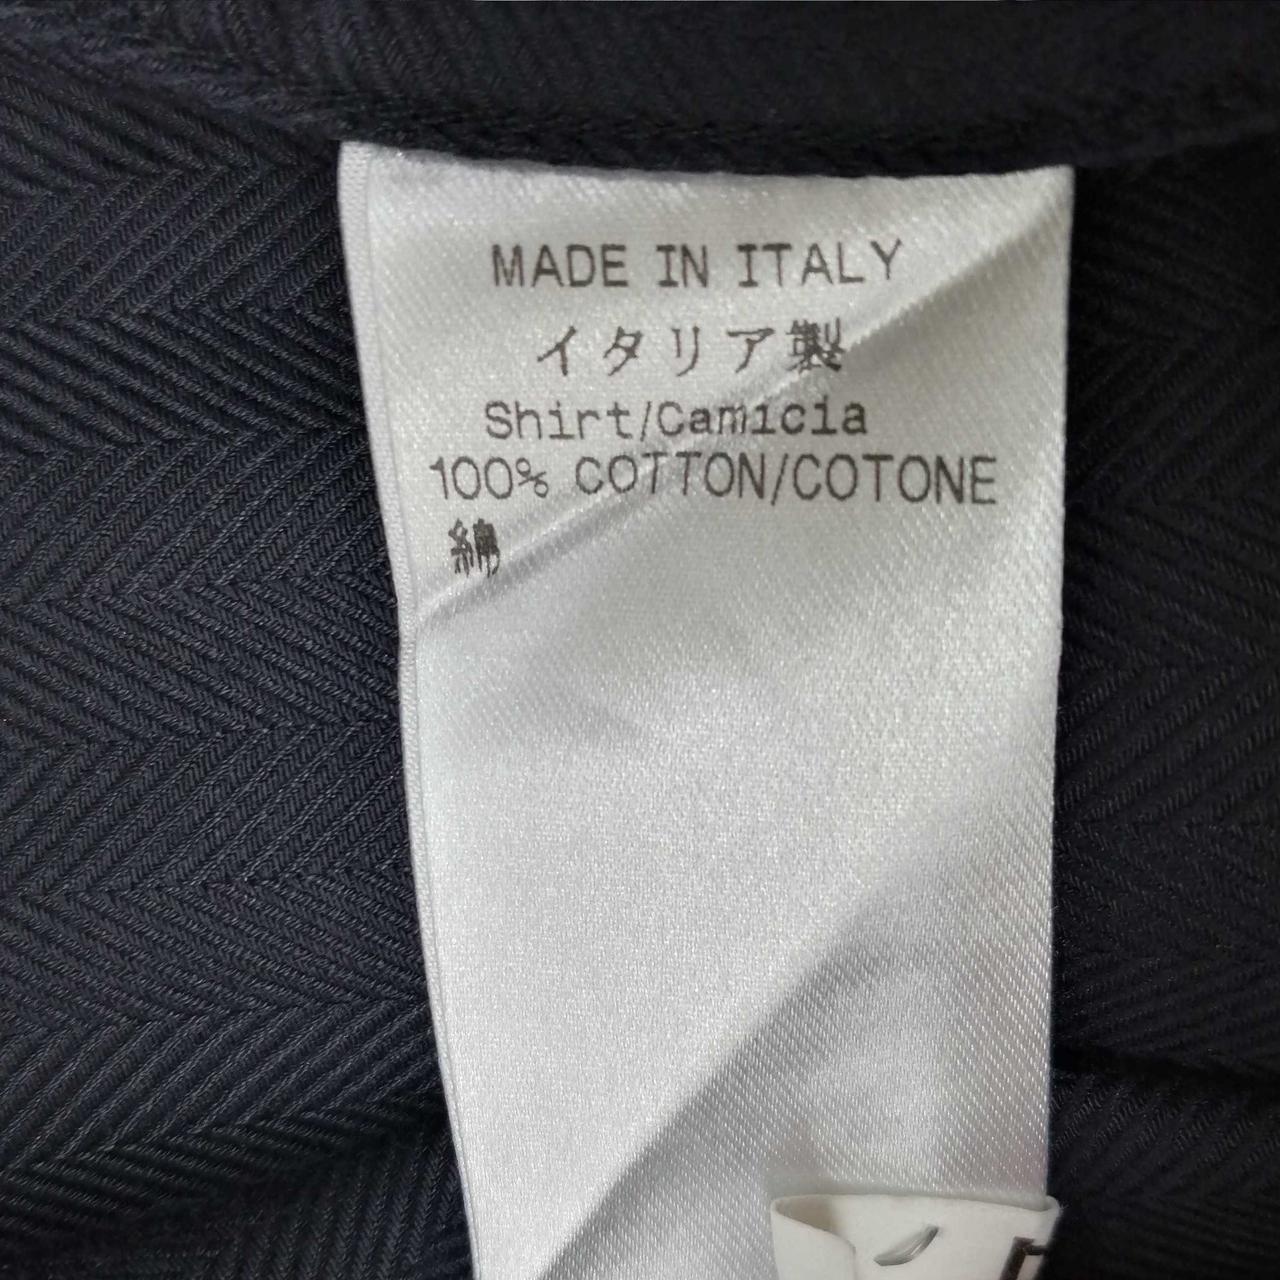 MADE IN ITALY
イタリア製
Shirt/Camicia
100% COTTON/COTONE
綿